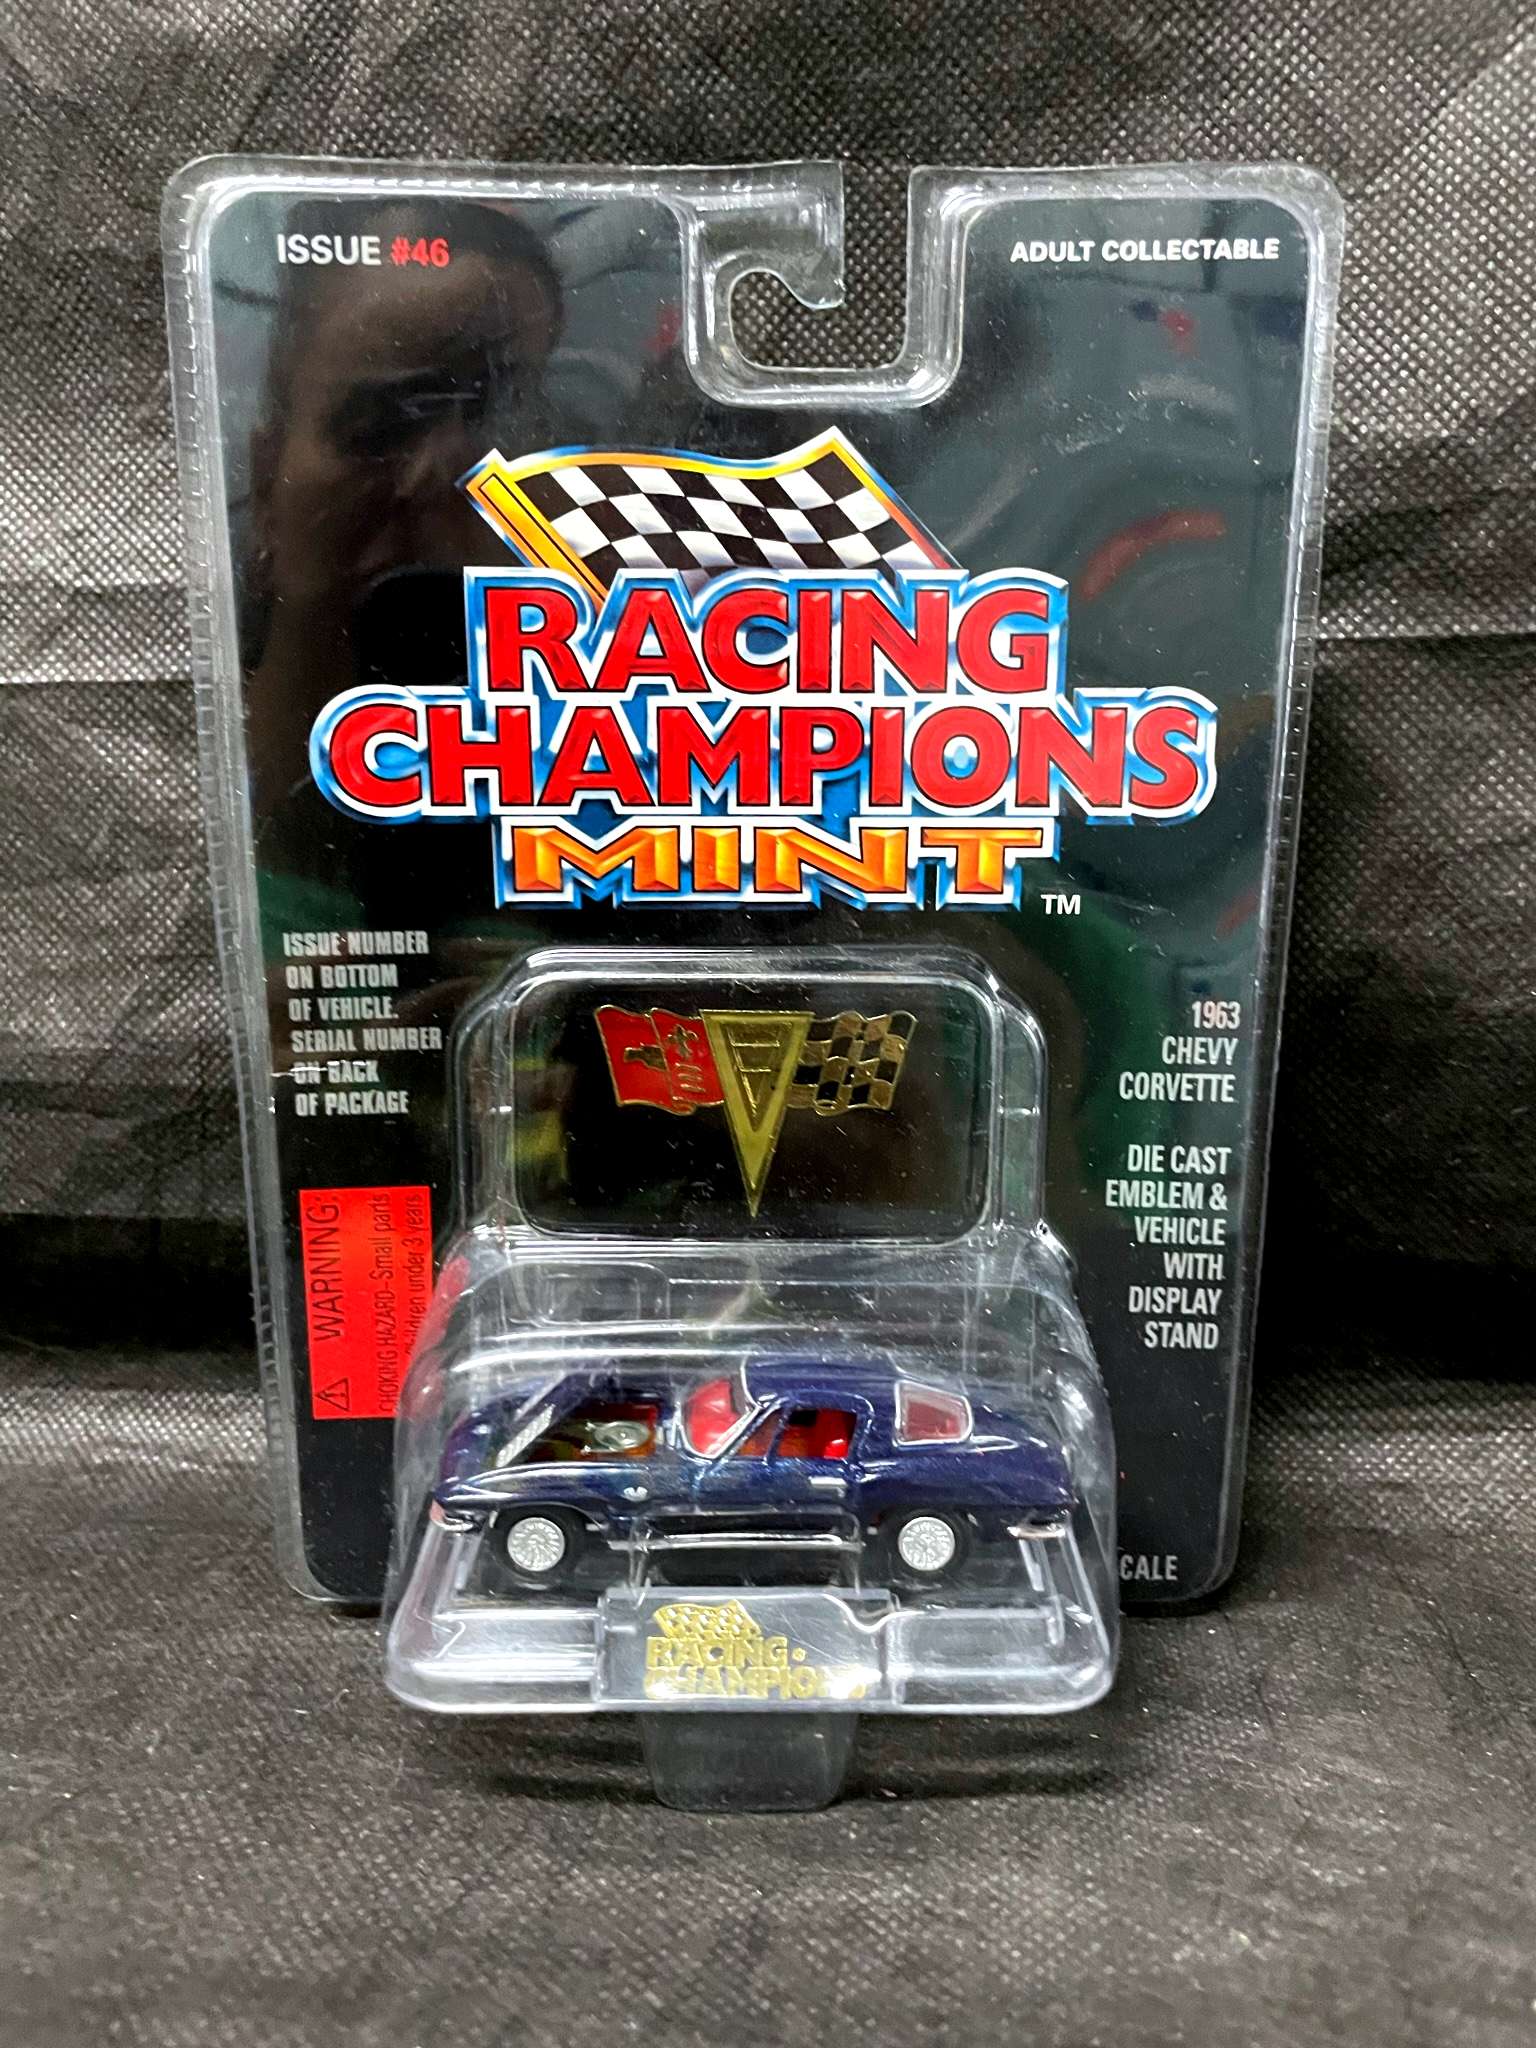 ISSUE #46
ADULT COLLECTABLE
RACING
CHAMPIONS
MINT
TM
ISSUE NUMBER
ON BOTTOM
OF VEHICLE.
SERIAL NUMBER
ON BACK
OF PACKAGE
1963
CHEVY
CORVETTE
DIE CAST
EMBLEM &
VEHICLE
WITH
DISPLAY
STAND
WARNING:
CHOKING HAZARD-Small parts
children under 3 years
SCALE
RACING
CHAMPIONS